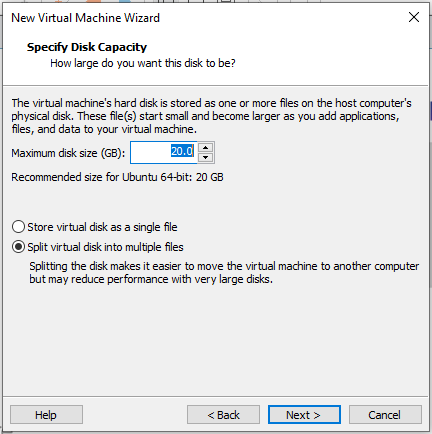 New Virtual Machine Wizard
Specify Disk Capacity
How large do you want this disk to be?
The virtual machine's hard disk is stored as one or more files on the host computer's
physical disk. These file(s) start small and become larger as you add applications,
files, and data to your virtual machine.
Maximum disk size (GB): 20.0
Recommended size for Ubuntu 64-bit: 20 GB
Store virtual disk as a single file
Split virtual disk into multiple files
Splitting the disk makes it easier to move the virtual machine to another computer
but may reduce performance with very large disks.
Help < Back Next > Cancel